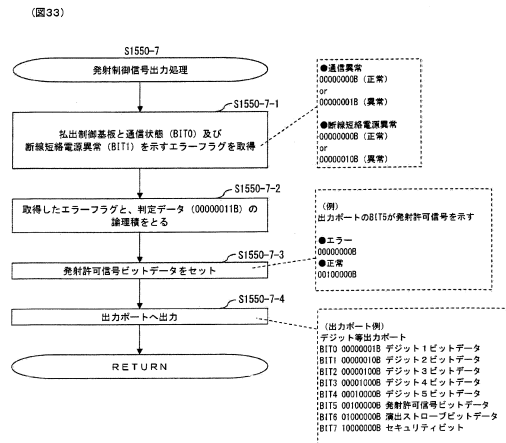 (図33)
S1550-7
発射制御信号出力処理
S1550-7-1
払出制御基板と通信状態(BIT0)及び
断線短絡電源異常(BIT1)を示すエラーフラグを取得
●通信異常
00000000B(正常)
or
00000001B(異常)
●断線短絡電源異常
00000000B(正常)
or
00000010B(異常)
S1550-7-2
取得したエラーフラグと、判定データ(00000011B)の
論理積をとる
S1550-7-3
発射許可信号ビットデータをセット
(例)
出力ポートのBIT5が発射許可信号を示す
●エラー
00000000B
●正常
00100000B
S1550-7-4
出力ポートへ出力
(出力ポート例)
デジット等出力ポート
BIT0 00000001B デジット1ビットデータ
BIT1 00000010B デジット2ビットデータ
BIT2 00000100B デジット3ビットデータ
BIT3 00001000B デジット4ビットデータ
BIT4 00010000B デジット5ビットデータ
BIT5 00100000B 発射許可信号ビットデータ
BIT6 01000000B 演出ストローブビットデータ
BIT7 10000000B セキュリティビット
RETURN